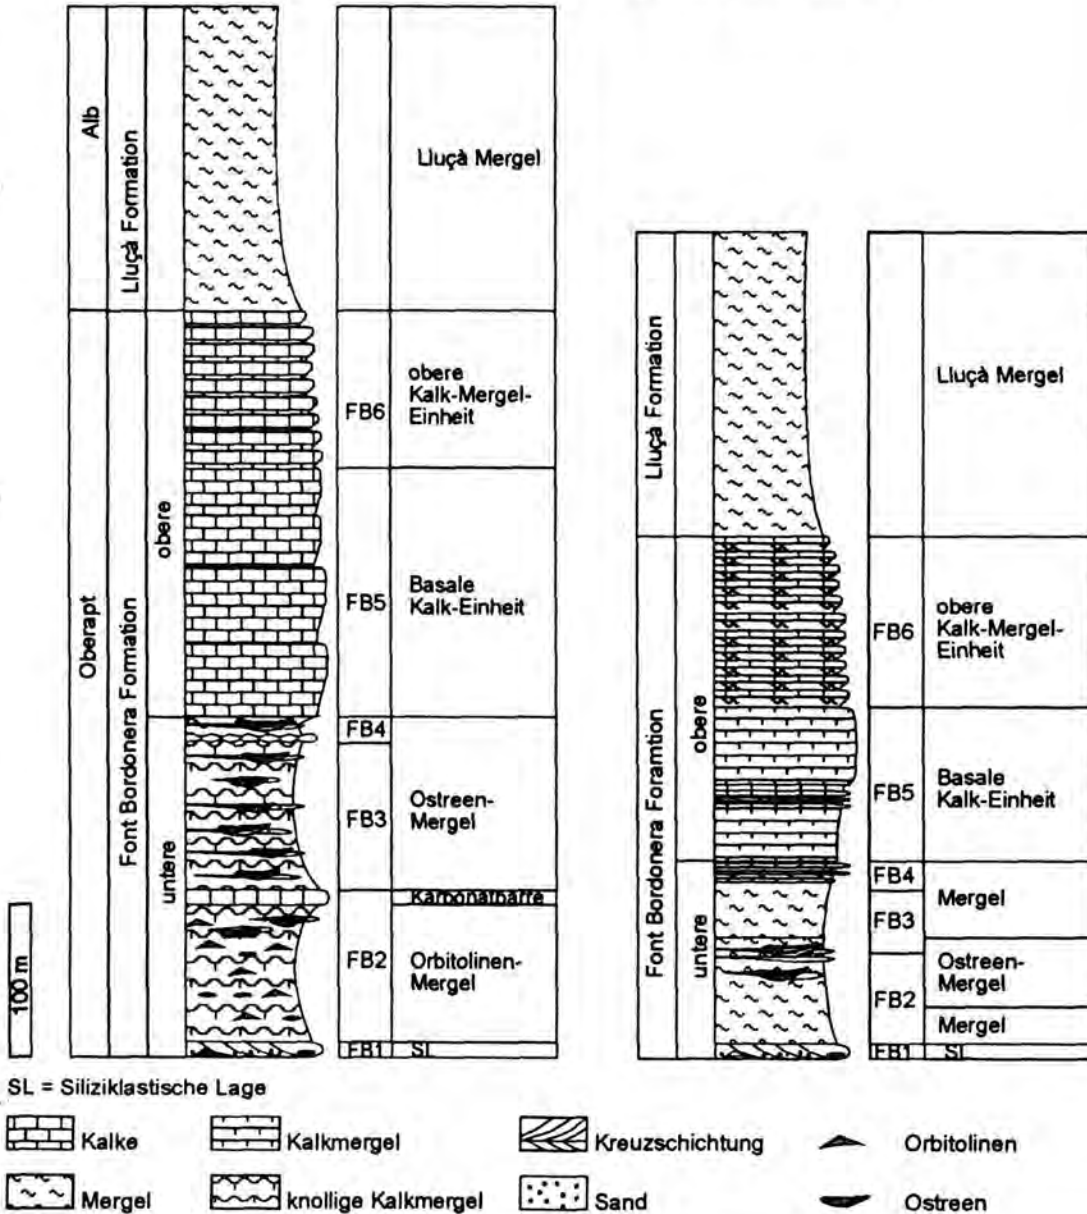 Alb
Oberapt
Lluçà Formation
Font Bordonera Formation
obere
untere
Lluçà Mergel
FB6
obere
Kalk-Mergel-
Einheit
FB5
Basale
Kalk-Einheit
FB4
FB3
Ostreen-
Mergel
Karbonatbarre
FB2
Orbitolinen-
Mergel
FB1
SL
100 m
Lluçà Formation
Font Bordonera Forantion
obere
untere
Lluçà Mergel
FB6
obere
Kalk-Mergel-
Einheit
FB5
Basale
Kalk-Einheit
FB4
Mergel
FB3
Ostreen-
Mergel
FB2
Mergel
FB1
SL
SL = Siliziklastische Lage
Kalke
Kalkmergel
Kreuzschichtung
Orbitolinen
Mergel
knollige Kalkmergel
Sand
Ostreen